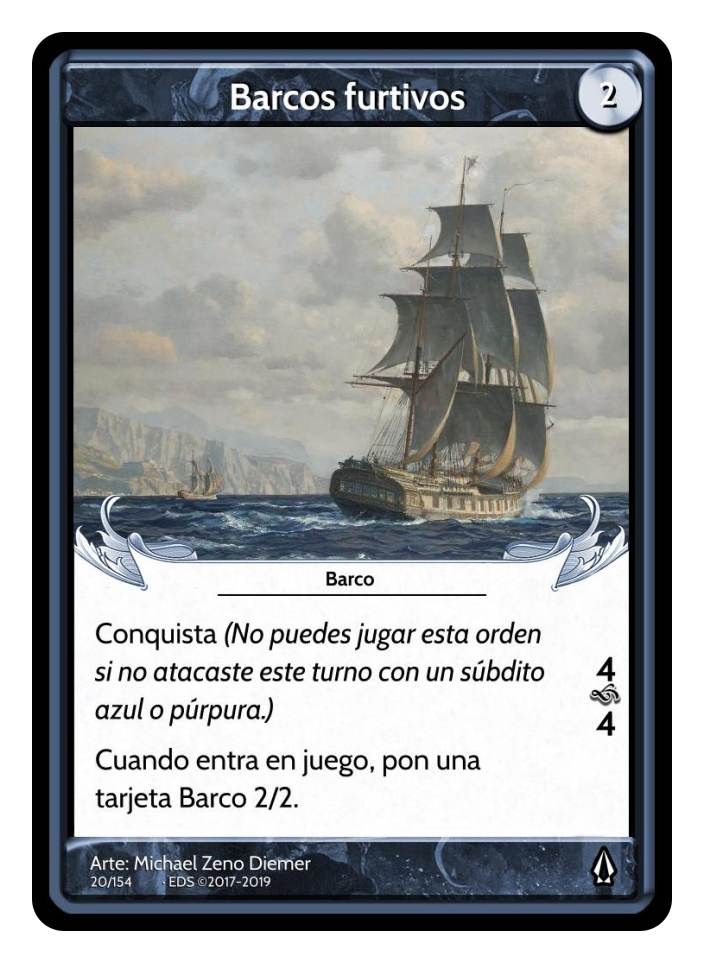 Barcos furtivos
2
Barco
Conquista (No puedes jugar esta orden
si no atacaste este turno con un súbdito
azul o púrpura.)
4
4
Cuando entra en juego, pon una
tarjeta Barco 2/2.
Arte: Michael Zeno Diemer
20/154 · EDS ©2017-2019